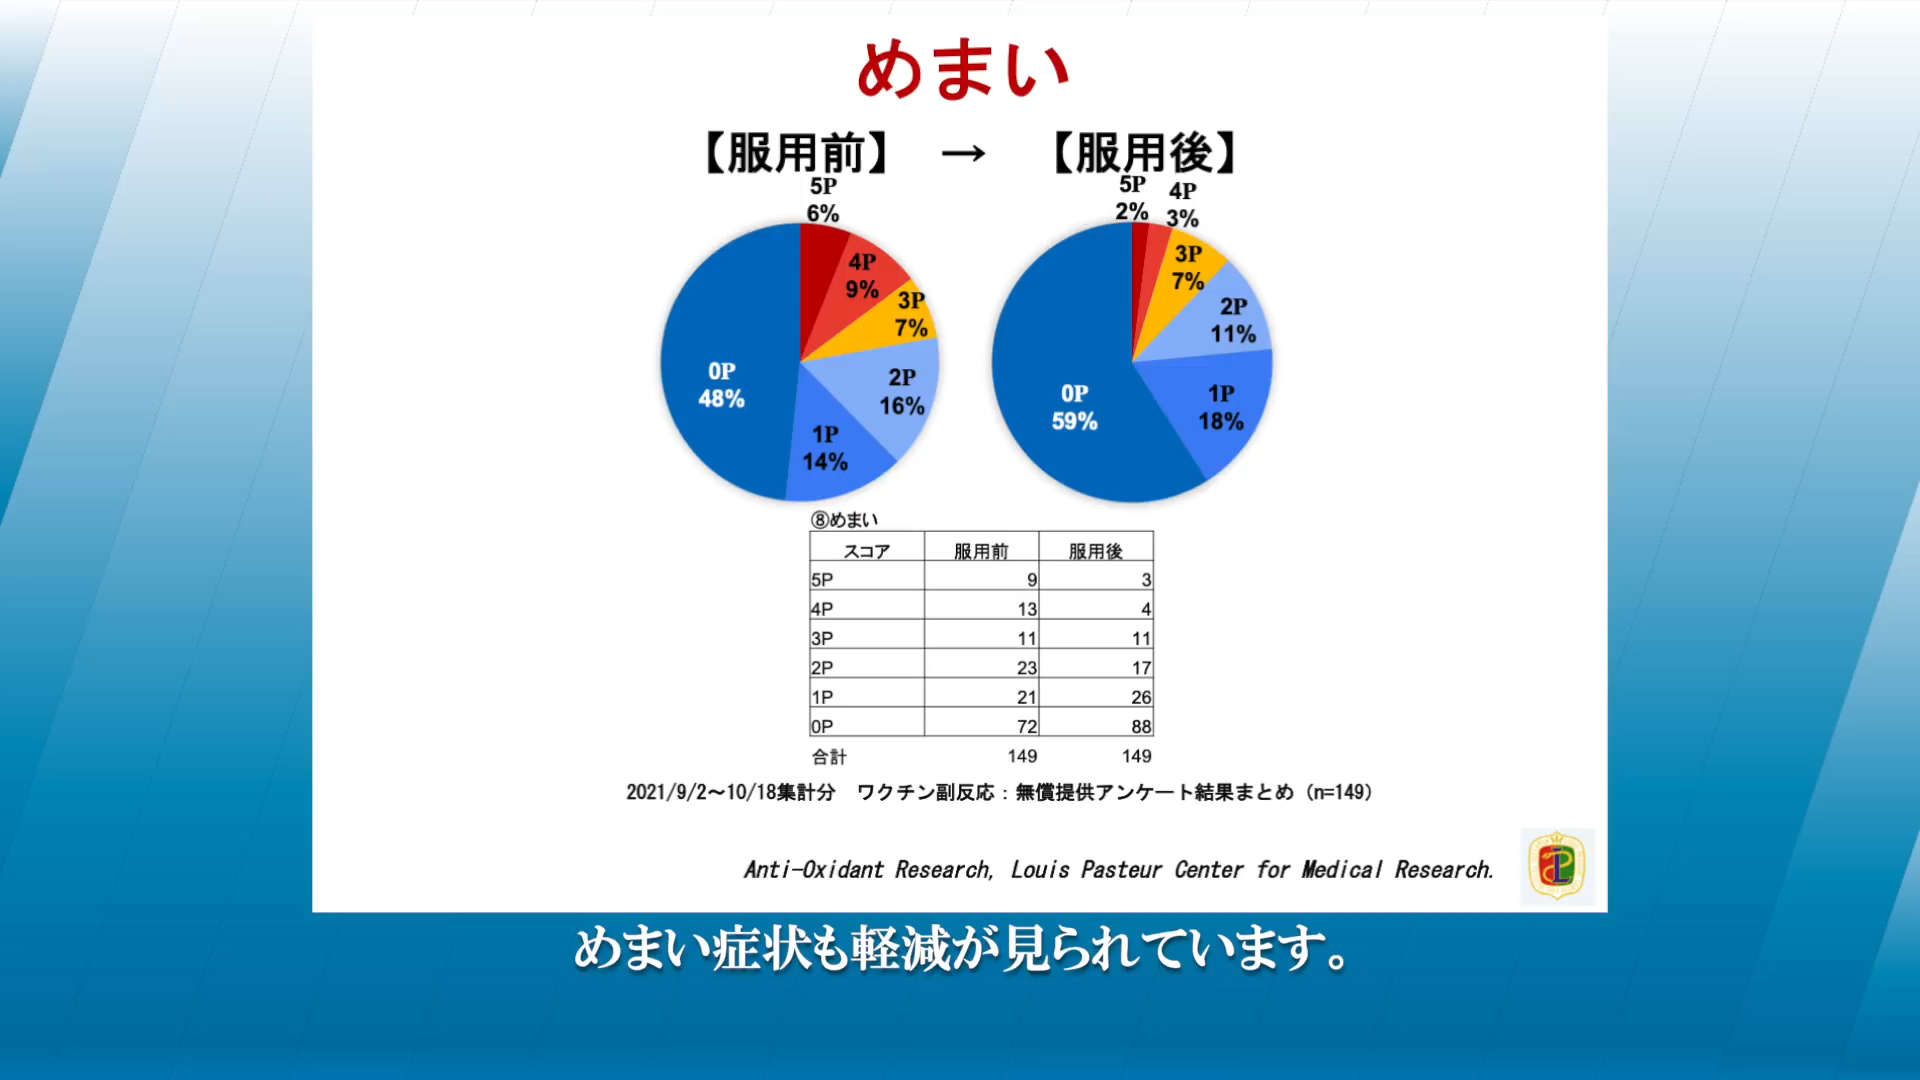 めまい
【服用前】 → 【服用後】
5P
6%
4P
9%
3P
7%
2P
16%
1P
14%
0P
48%
5P
2%
4P
3%
3P
7%
2P
11%
1P
18%
0P
59%
⑧めまい
スコア 服用前 服用後
5P 9 3
4P 13 4
3P 11 11
2P 23 17
1P 21 26
0P 72 88
合計 149 149
2021/9/2～10/18集計分　ワクチン副反応：無償提供アンケート結果まとめ（n=149）
Anti-Oxidant Research, Louis Pasteur Center for Medical Research.
めまい症状も軽減が見られています。